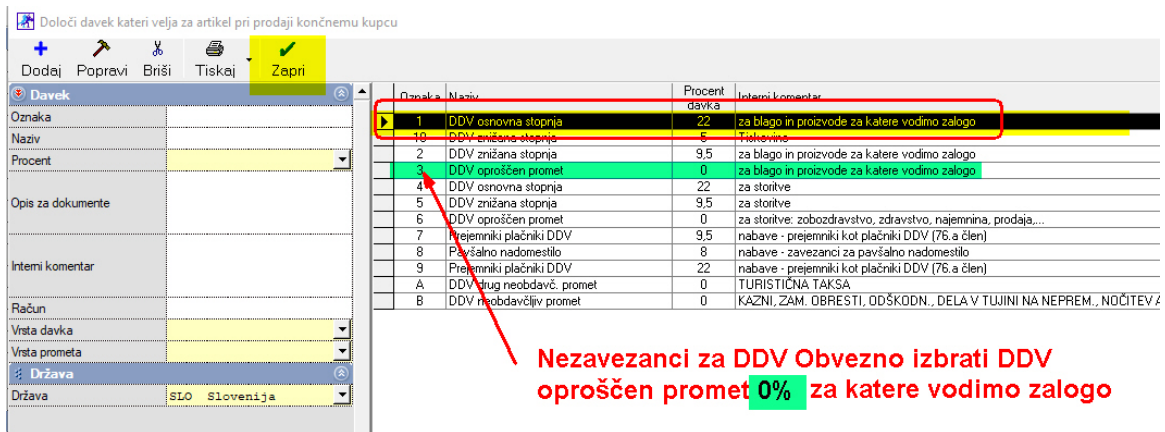 Določi davek kateri velja za artikel pri prodaji končnemu kupcu
Dodaj Popravi Briši Tiskaj Zapri
Davek
Oznaka
Naziv
Procent
Opis za dokumente
Interni komentar
Račun
Vrsta davka
Vrsta prometa
Država
Država SLO Slovenija
Oznaka Naziv Procent davka Interni komentar
1 DDV osnovna stopnja 22 za blago in proizvode za katere vodimo zalogo
10 DDV znižana stopnja 5 Tiskovine
2 DDV znižana stopnja 9,5 za blago in proizvode za katere vodimo zalogo
3 DDV oproščen promet 0 za blago in proizvode za katere vodimo zalogo
4 DDV osnovna stopnja 22 za storitve
5 DDV znižana stopnja 9,5 za storitve
6 DDV oproščen promet 0 za storitve: zobozdravstvo, zdravstvo, najemnina, prodaja,...
7 Prejemniki plačniki DDV 9,5 nabave - prejemniki kot plačniki DDV (76.a člen)
8 Pavšalno nadomestilo 8 nabave - zavezanci za pavšalno nadomestilo
9 Prejemniki plačniki DDV 22 nabave - prejemniki kot plačniki DDV (76.a člen)
A DDV drug neobdavč. promet 0 TURISTIČNA TAKSA
B DDV neobdavčljiv promet 0 KAZNI, ZAM. OBRESTI, ODŠKODN., DELA V TUJINI NA NEPREM., NOČITEV A
Nezavezanci za DDV Obvezno izbrati DDV
oproščen promet 0% za katere vodimo zalogo